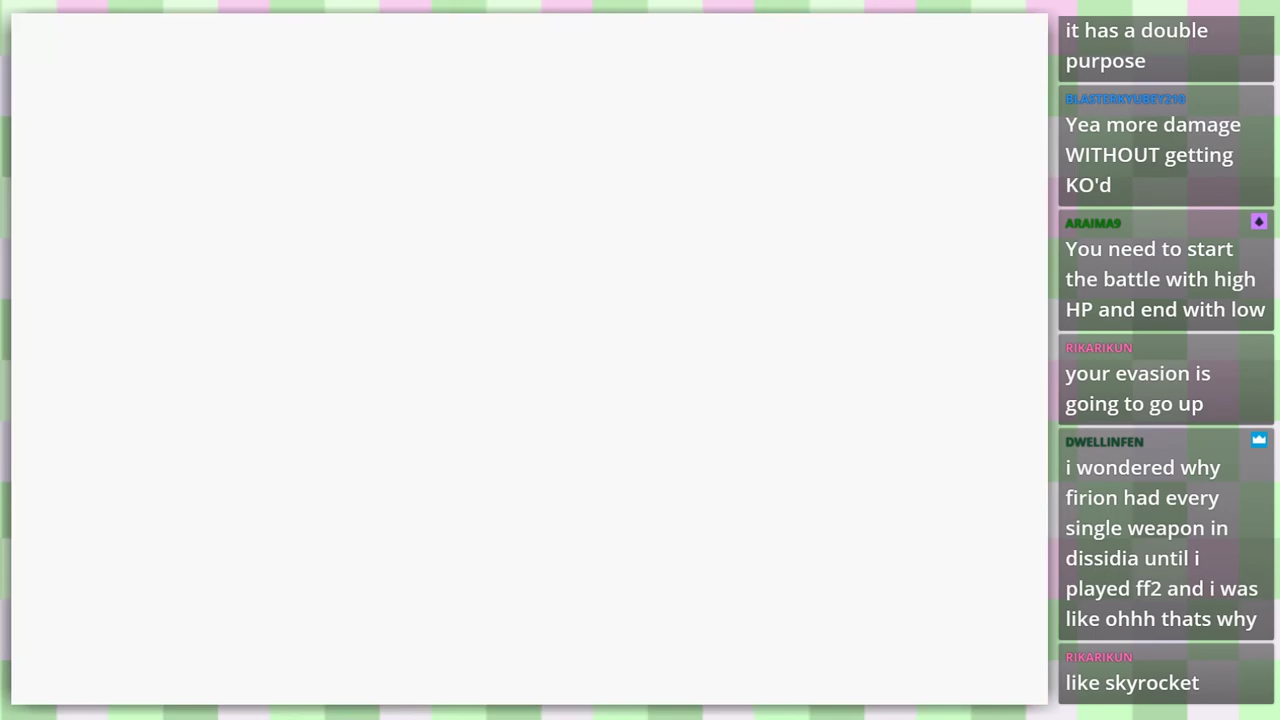 it has a double
purpose
BLASTERKYUBEY210
Yea more damage
WITHOUT getting
KO'd
ARAIMA9
You need to start
the battle with high
HP and end with low
RIKARIKUN
your evasion is
going to go up
DWELLINFEN
i wondered why
firion had every
single weapon in
dissidia until i
played ff2 and i was
like ohhh thats why
RIKARIKUN
like skyrocket